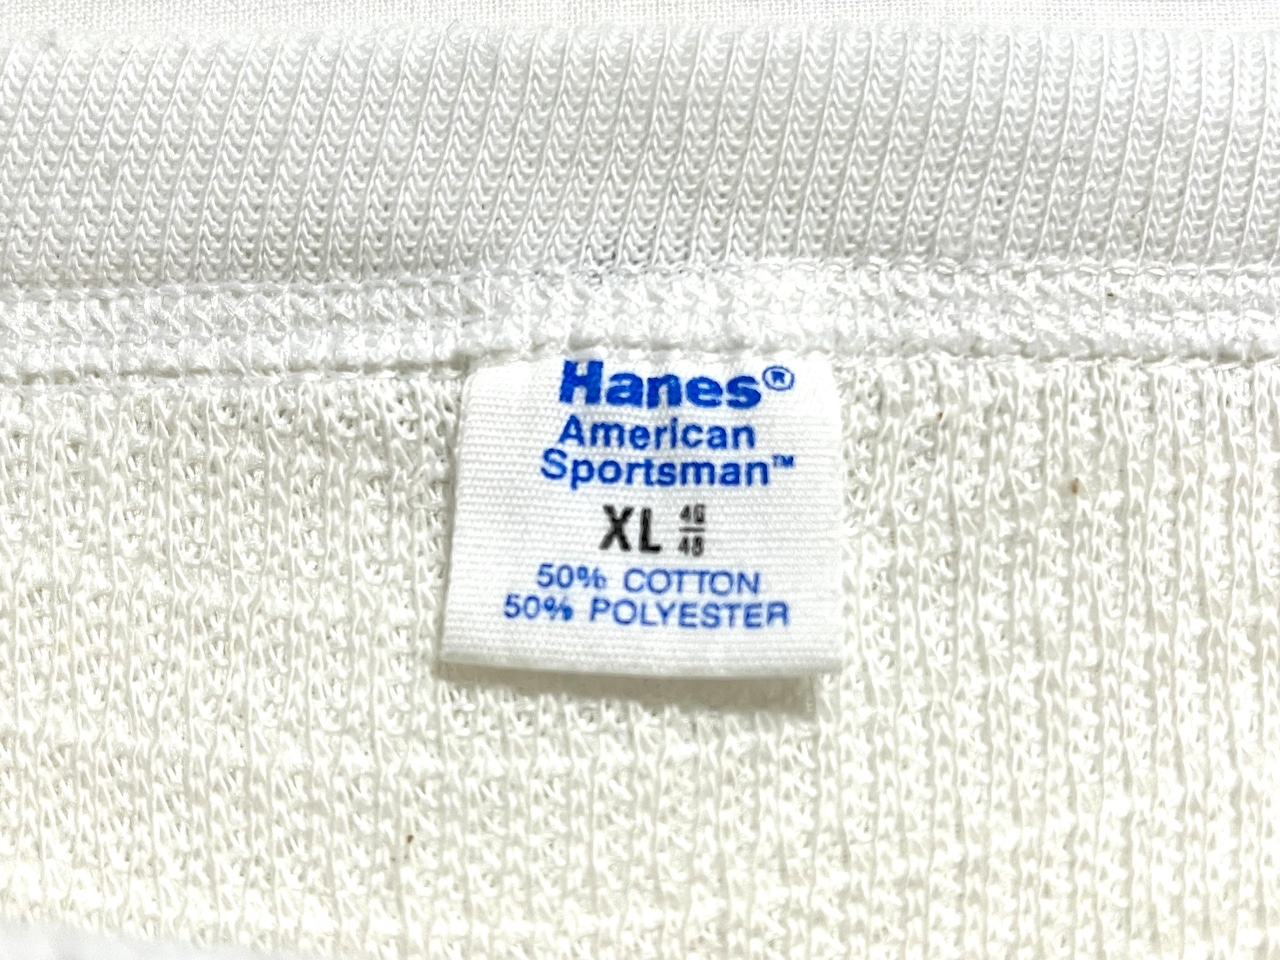 Hanes®
American
Sportsman™
XL 46/48
50% COTTON
50% POLYESTER